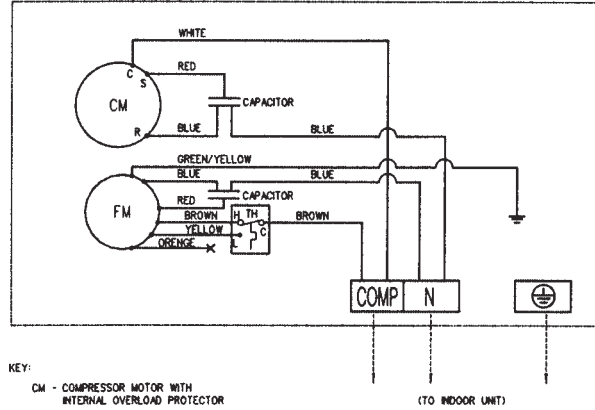 WHITE
C
RED
S
CM
CAPACITOR
R
BLUE
BLUE
GREEN/YELLOW
BLUE
BLUE
CAPACITOR
RED
FM
BROWN
H TH
C
BROWN
YELLOW
L
ORENGE
COMP N
KEY:
CM - COMPRESSOR MOTOR WITH
INTERNAL OVERLOAD PROTECTOR
(TO INDOOR UNIT)